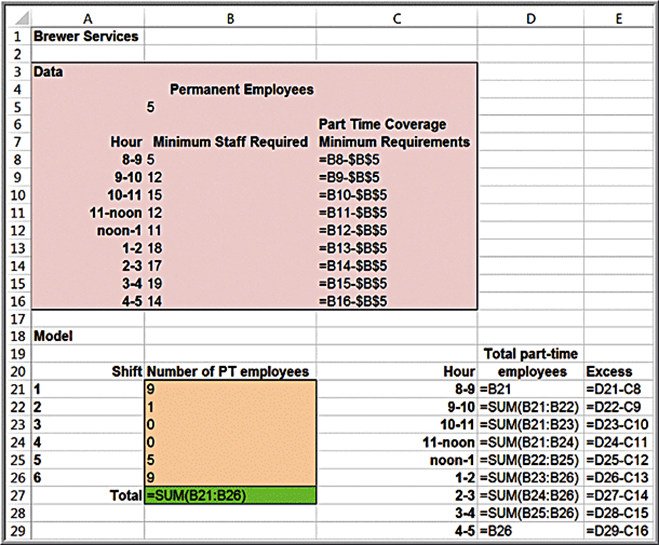 A B C D E
1 Brewer Services
2
3 Data
4 Permanent Employees
5 5
6 Part Time Coverage
7 Hour Minimum Staff Required Minimum Requirements
8 8-9 5 =B8-$B$5
9 9-10 12 =B9-$B$5
10 10-11 15 =B10-$B$5
11 11-noon 12 =B11-$B$5
12 noon-1 11 =B12-$B$5
13 1-2 18 =B13-$B$5
14 2-3 17 =B14-$B$5
15 3-4 19 =B15-$B$5
16 4-5 14 =B16-$B$5
17
18 Model
19 Total part-time
20 Shift Number of PT employees Hour employees Excess
21 1 9 8-9 =B21 =D21-C8
22 2 1 9-10 =SUM(B21:B22) =D22-C9
23 3 0 10-11 =SUM(B21:B23) =D23-C10
24 4 0 11-noon =SUM(B21:B24) =D24-C11
25 5 5 noon-1 =SUM(B22:B25) =D25-C12
26 6 9 1-2 =SUM(B23:B26) =D26-C13
27 Total =SUM(B21:B26) 2-3 =SUM(B24:B26) =D27-C14
28 3-4 =SUM(B25:B26) =D28-C15
29 4-5 =B26 =D29-C16